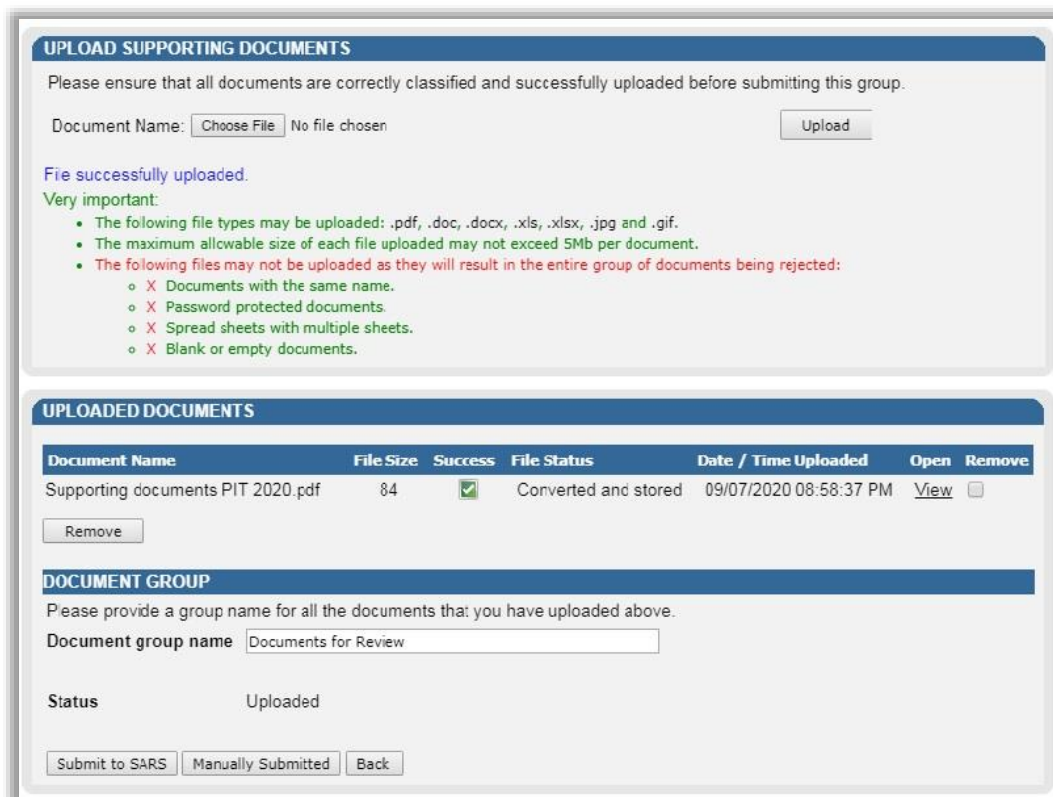 UPLOAD SUPPORTING DOCUMENTS
Please ensure that all documents are correctly classified and successfully uploaded before submitting this group.
Document Name: Choose File No file chosen Upload
File successfully uploaded.
Very important:
• The following file types may be uploaded: .pdf, .doc, .docx, .xls, .xlsx, .jpg and .gif.
• The maximum allowable size of each file uploaded may not exceed 5Mb per document.
• The following files may not be uploaded as they will result in the entire group of documents being rejected:
X Documents with the same name.
X Password protected documents.
X Spread sheets with multiple sheets.
X Blank or empty documents.
UPLOADED DOCUMENTS
Document Name File Size Success File Status Date / Time Uploaded Open Remove
Supporting documents PIT 2020.pdf 84 Converted and stored 09/07/2020 08:58:37 PM View
Remove
DOCUMENT GROUP
Please provide a group name for all the documents that you have uploaded above.
Document group name Documents for Review
Status Uploaded
Submit to SARS Manually Submitted Back